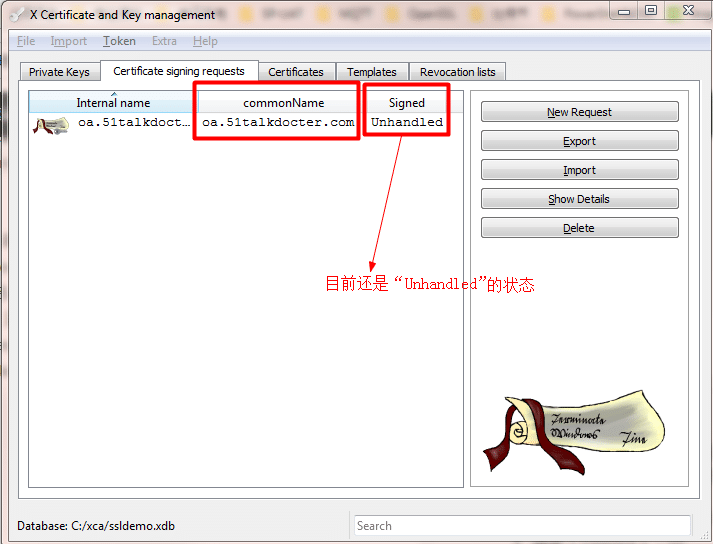 X Certificate and Key management
File Import Token Extra Help
Private Keys Certificate signing requests Certificates Templates Revocation lists
Internal name commonName Signed
oa.51talkdoct... oa.51talkdocter.com Unhandled
New Request
Export
Import
Show Details
Delete
目前还是“Unhandled”的状态
Database: C:/xca/ssldemo.xdb
Search